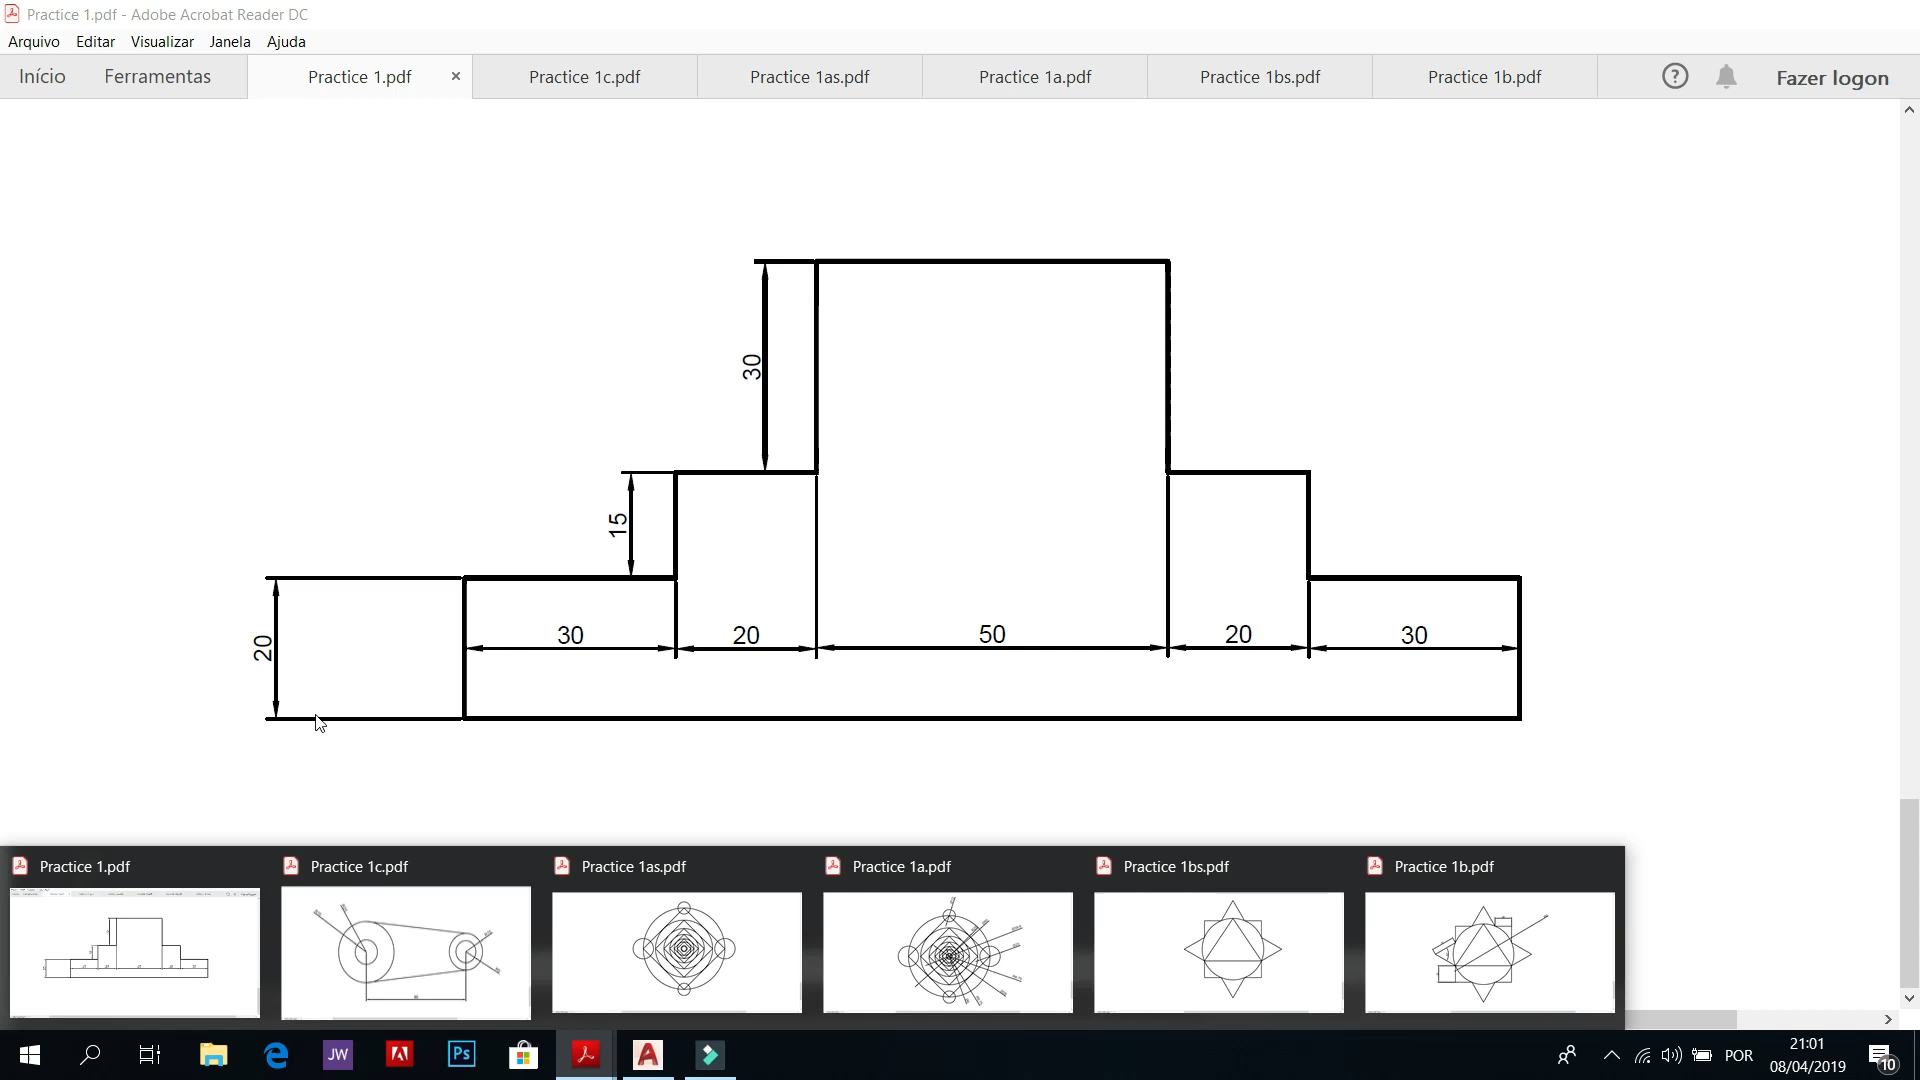 Practice 1.pdf - Adobe Acrobat Reader DC
Arquivo Editar Visualizar Janela Ajuda
Início Ferramentas Practice 1.pdf × Practice 1c.pdf Practice 1as.pdf Practice 1a.pdf Practice 1bs.pdf Practice 1b.pdf ? Fazer logon
30
15
20
30 20 50 20 30
Practice 1.pdf Practice 1c.pdf Practice 1as.pdf Practice 1a.pdf Practice 1bs.pdf Practice 1b.pdf
JW Ps POR
21:01
08/04/2019
10